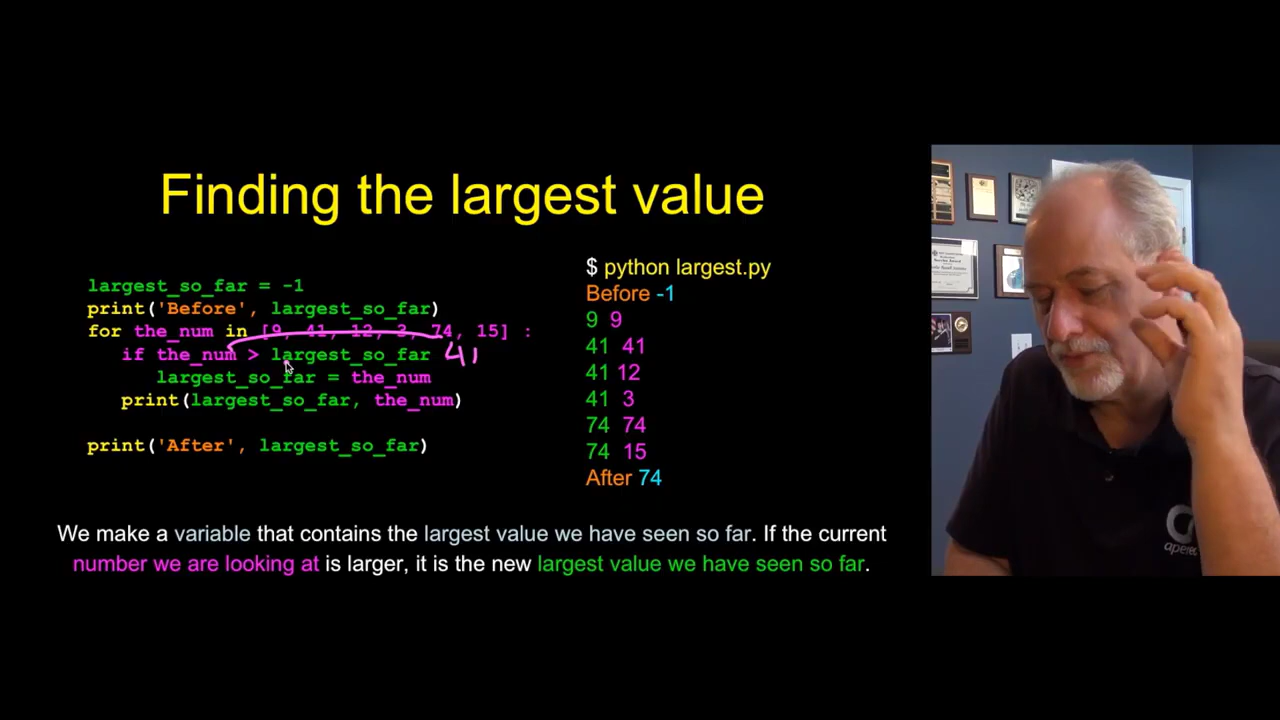 Finding the largest value
largest_so_far = -1
print('Before', largest_so_far)
for the_num in [9, 41, 12, 3, 74, 15] :
if the_num > largest_so_far 41
largest_so_far = the_num
print(largest_so_far, the_num)
print('After', largest_so_far)
$ python largest.py
Before -1
9 9
41 41
41 12
41 3
74 74
74 15
After 74
We make a variable that contains the largest value we have seen so far. If the current
number we are looking at is larger, it is the new largest value we have seen so far.